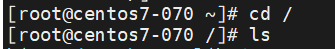 [root@centos7-070 ~]# cd /
[root@centos7-070 /]# ls